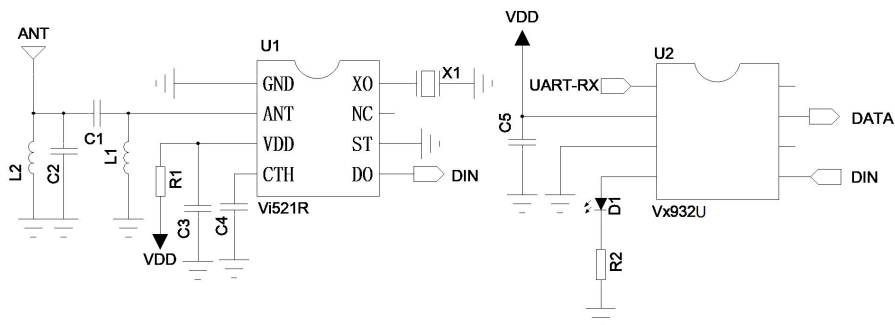 ANT
U1
GND
ANT
VDD
CTH
XO
NC
ST
DO
Vi521R
X1
DIN
C1
L2
C2
L1
R1
C3
C4
VDD
VDD
U2
UART-RX
C5
DATA
DIN
Vx932U
D1
R2